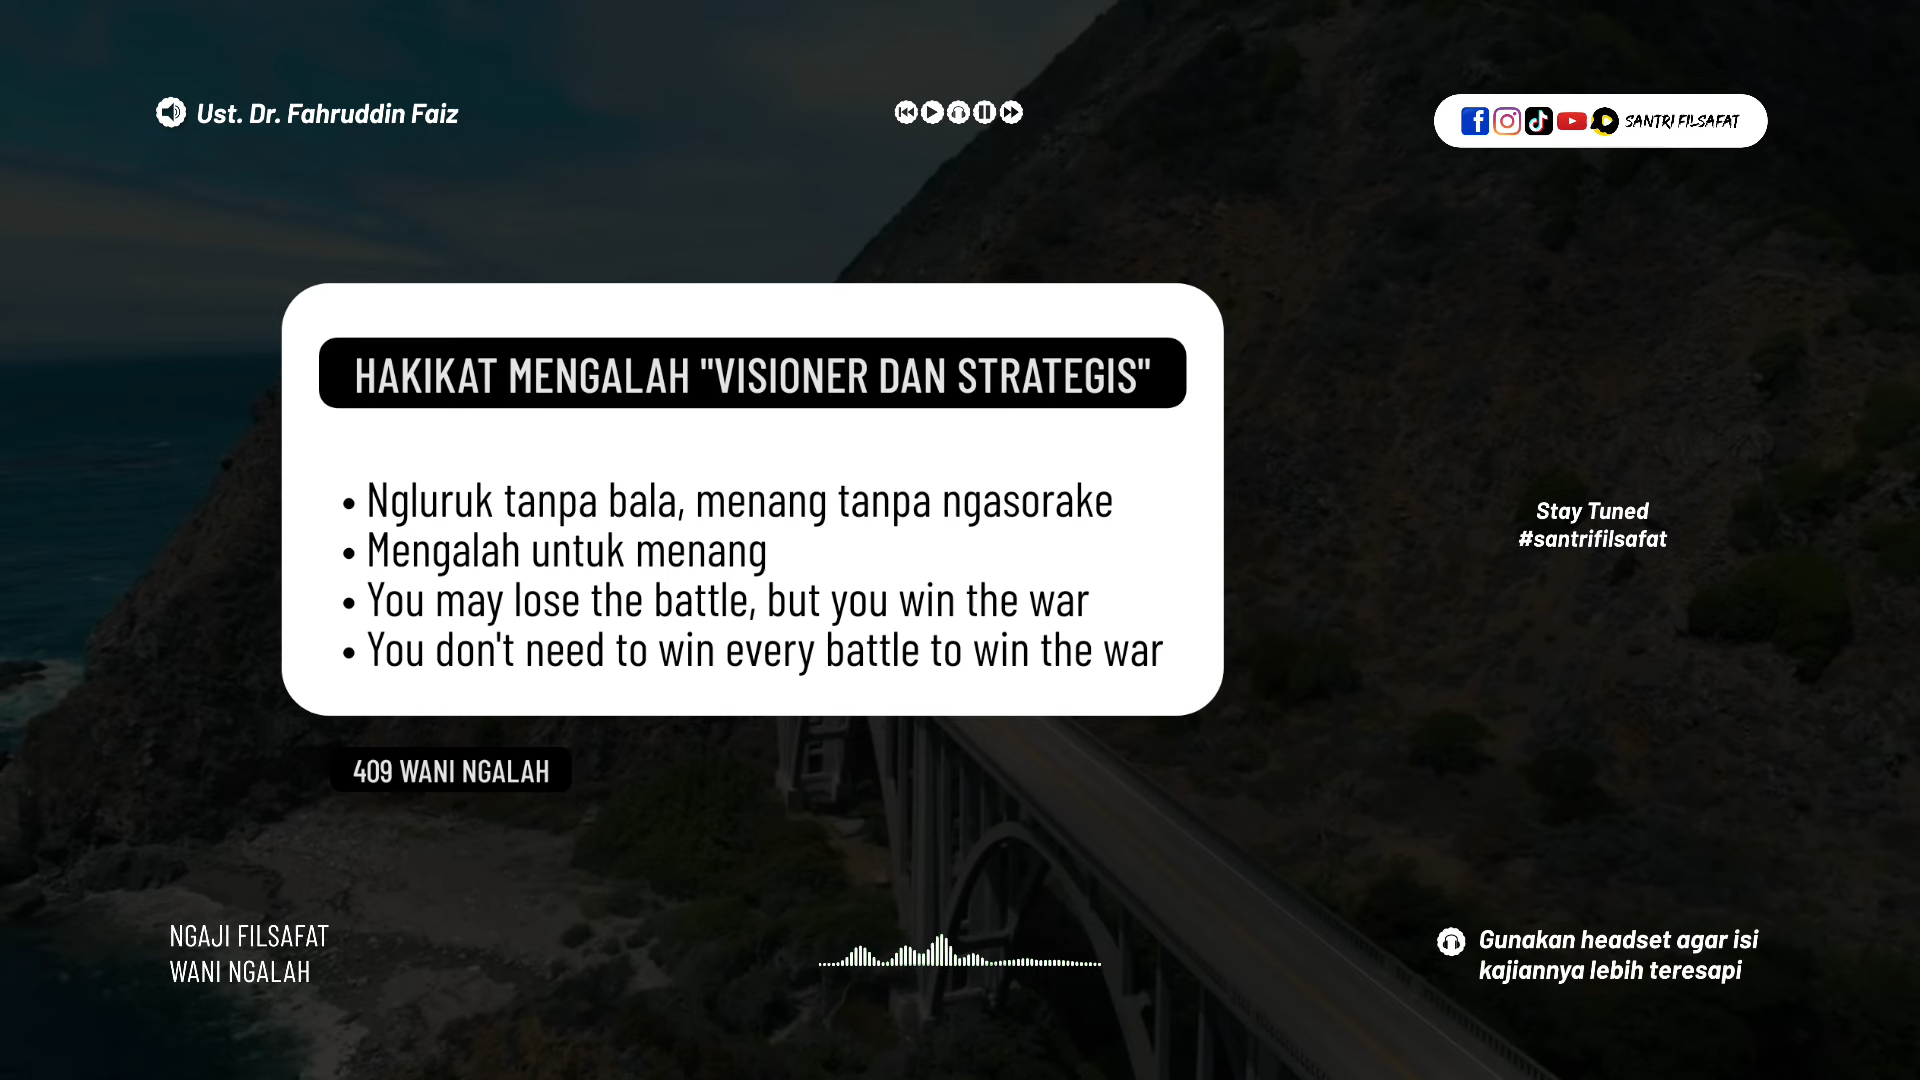 Ust. Dr. Fahruddin Faiz
SANTRI FILSAFAT
HAKIKAT MENGALAH "VISIONER DAN STRATEGIS"
• Ngluruk tanpa bala, menang tanpa ngasorake
• Mengalah untuk menang
• You may lose the battle, but you win the war
• You don't need to win every battle to win the war
Stay Tuned
#santrifilsafat
409 WANI NGALAH
NGAJI FILSAFAT
WANI NGALAH
Gunakan headset agar isi
kajiannya lebih teresapi